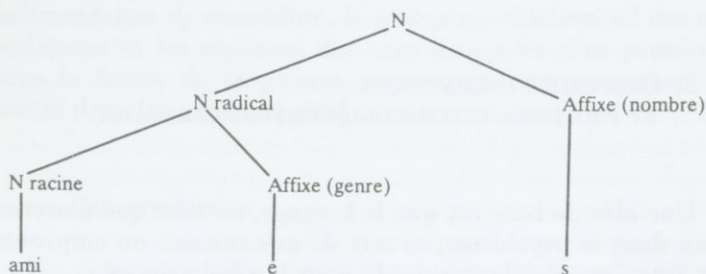 N
N radical Affixe (nombre)
N racine Affixe (genre)
ami e s